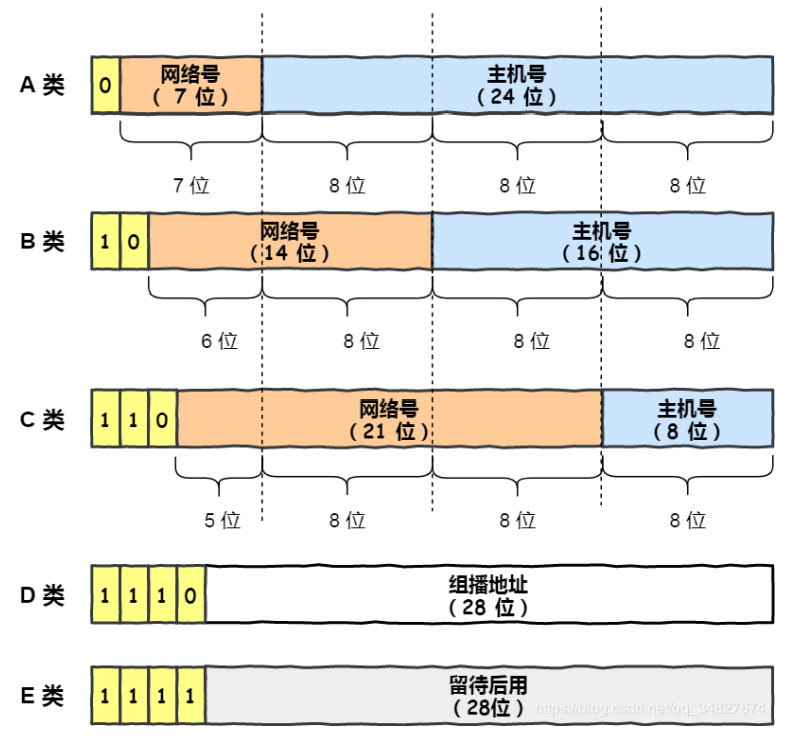 A 类
0
网络号
( 7 位 )
主机号
( 24 位 )
7 位
8 位
8 位
8 位
B 类
1 0
网络号
( 14 位 )
主机号
( 16 位 )
6 位
8 位
8 位
8 位
C 类
1 1 0
网络号
( 21 位 )
主机号
( 8 位 )
5 位
8 位
8 位
8 位
D 类
1 1 1 0
组播地址
( 28 位 )
E 类
1 1 1 1
留待后用
( 28位 )
https://blog.csdn.net/qq_34827674